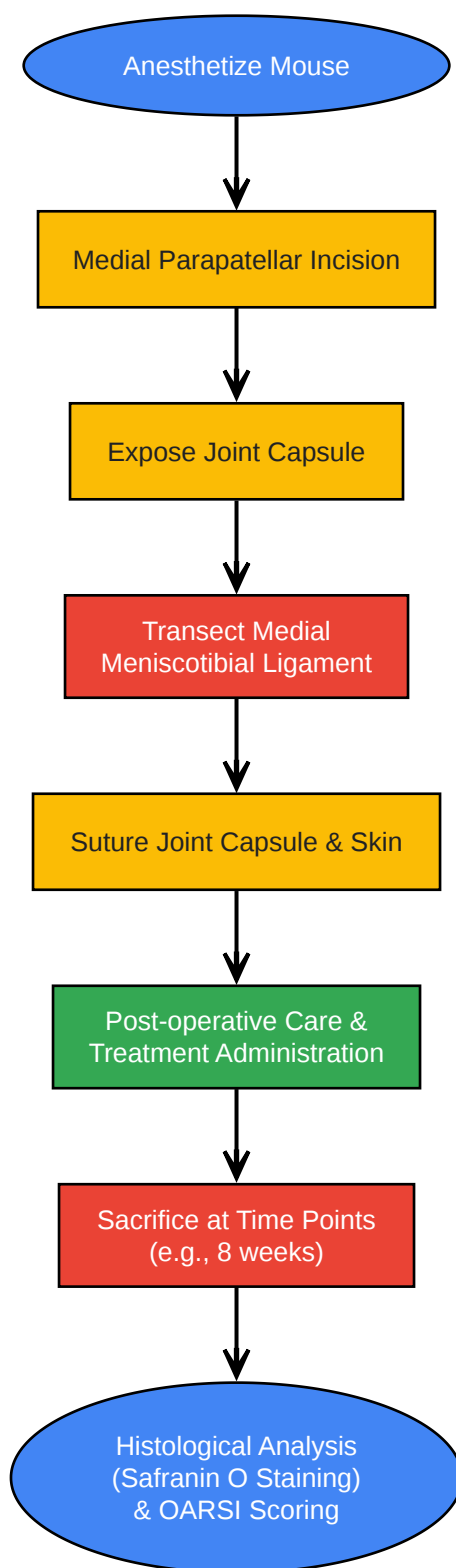 Anesthetize Mouse
Medial Parapatellar Incision
Expose Joint Capsule
Transect Medial
Meniscotibial Ligament
Suture Joint Capsule & Skin
Post-operative Care &
Treatment Administration
Sacrifice at Time Points
(e.g., 8 weeks)
Histological Analysis
(Safranin O Staining)
& OARSI Scoring